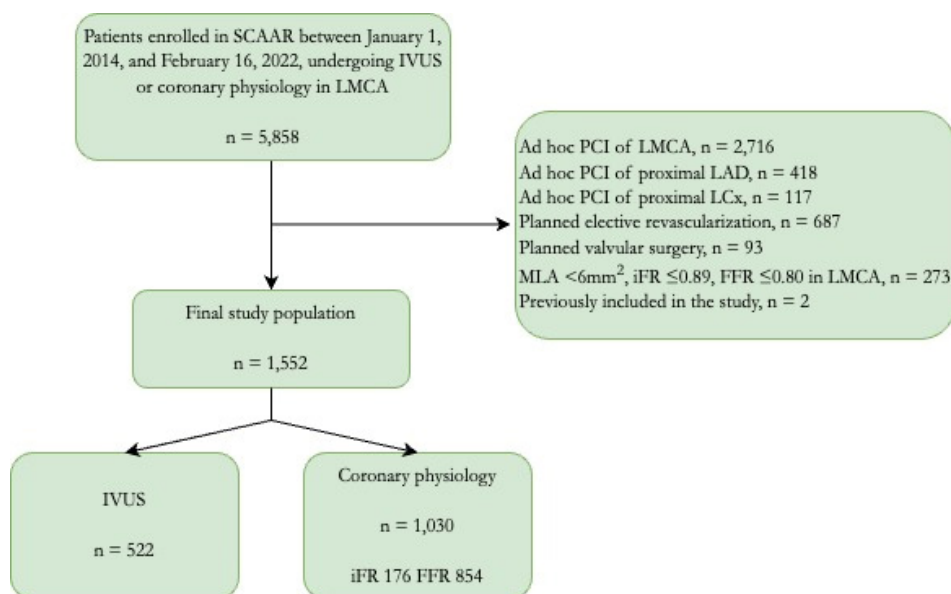 Patients enrolled in SCAAR between January 1,
2014, and February 16, 2022, undergoing IVUS
or coronary physiology in LMCA
n = 5,858
Ad hoc PCI of LMCA, n = 2,716
Ad hoc PCI of proximal LAD, n = 418
Ad hoc PCI of proximal LCx, n = 117
Planned elective revascularization, n = 687
Planned valvular surgery, n = 93
MLA <6mm², iFR ≤0.89, FFR ≤0.80 in LMCA, n = 273
Previously included in the study, n = 2
Final study population
n = 1,552
IVUS
n = 522
Coronary physiology
n = 1,030
iFR 176 FFR 854